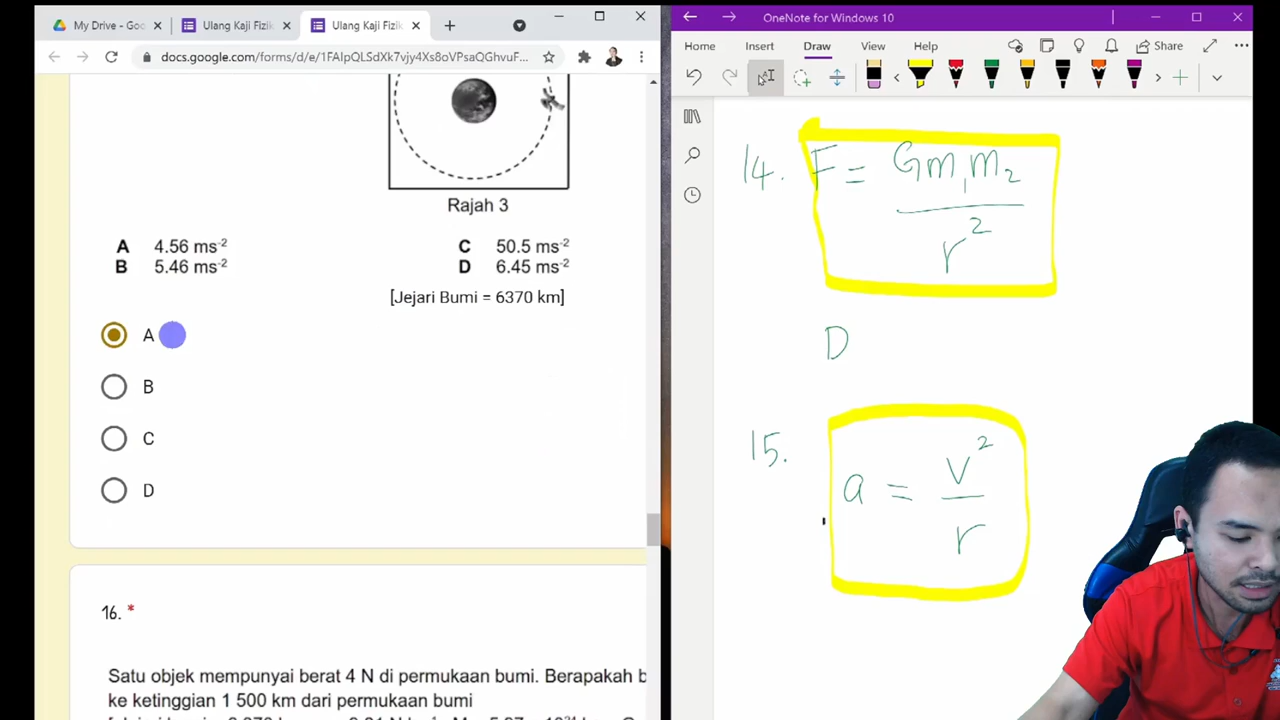 My Drive - Goo
Ulang Kaji Fizik
Ulang Kaji Fizik
docs.google.com/forms/d/e/1FAIpQLSdXk7vjy4Xs8oVPsaQGhvuF...
Rajah 3
A 4.56 ms-2 C 50.5 ms-2
B 5.46 ms-2 D 6.45 ms-2
[Jejari Bumi = 6370 km]
A
B
C
D
16. *
Satu objek mempunyai berat 4 N di permukaan bumi. Berapakah b
ke ketinggian 1 500 km dari permukaan bumi
OneNote for Windows 10
Home Insert Draw View Help Share
14. F = Gm1m2
r2
D
15. a = v2
r